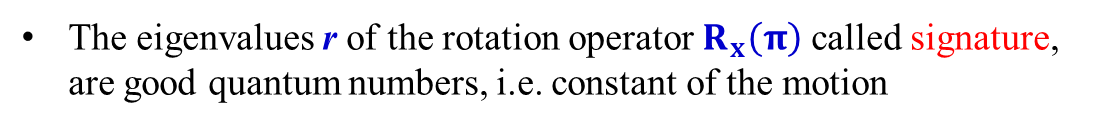 • The eigenvalues r of the rotation operator Rₓ(π) called signature,
are good quantum numbers, i.e. constant of the motion